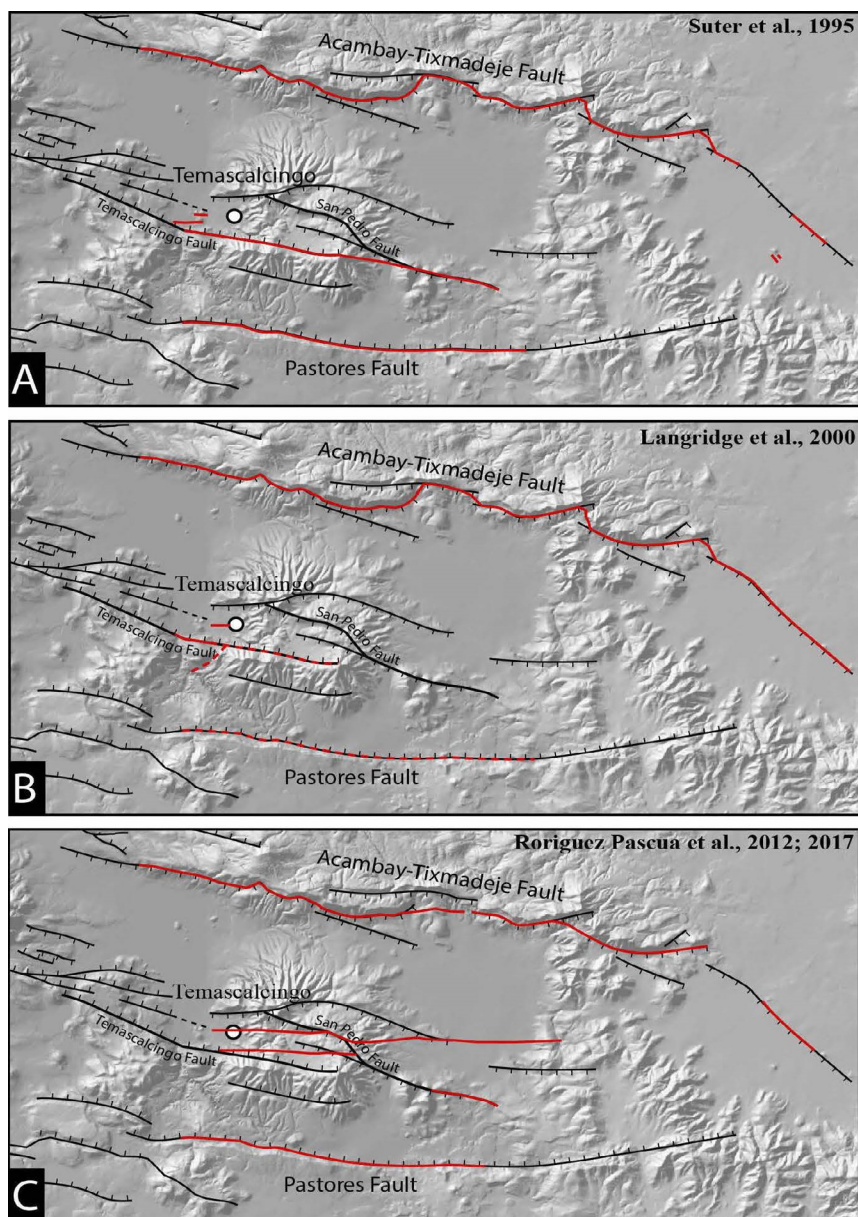 Suter et al., 1995
Acambay-Tixmadeje Fault
Temascalcingo
San Pedro Fault
Temascalcingo Fault
Pastores Fault
A
Langridge et al., 2000
Acambay-Tixmadeje Fault
Temascalcingo
San Pedro Fault
Temascalcingo Fault
Pastores Fault
B
Roriguez Pascua et al., 2012; 2017
Acambay-Tixmadeje Fault
Temascalcingo
San Pedro Fault
Temascalcingo Fault
Pastores Fault
C